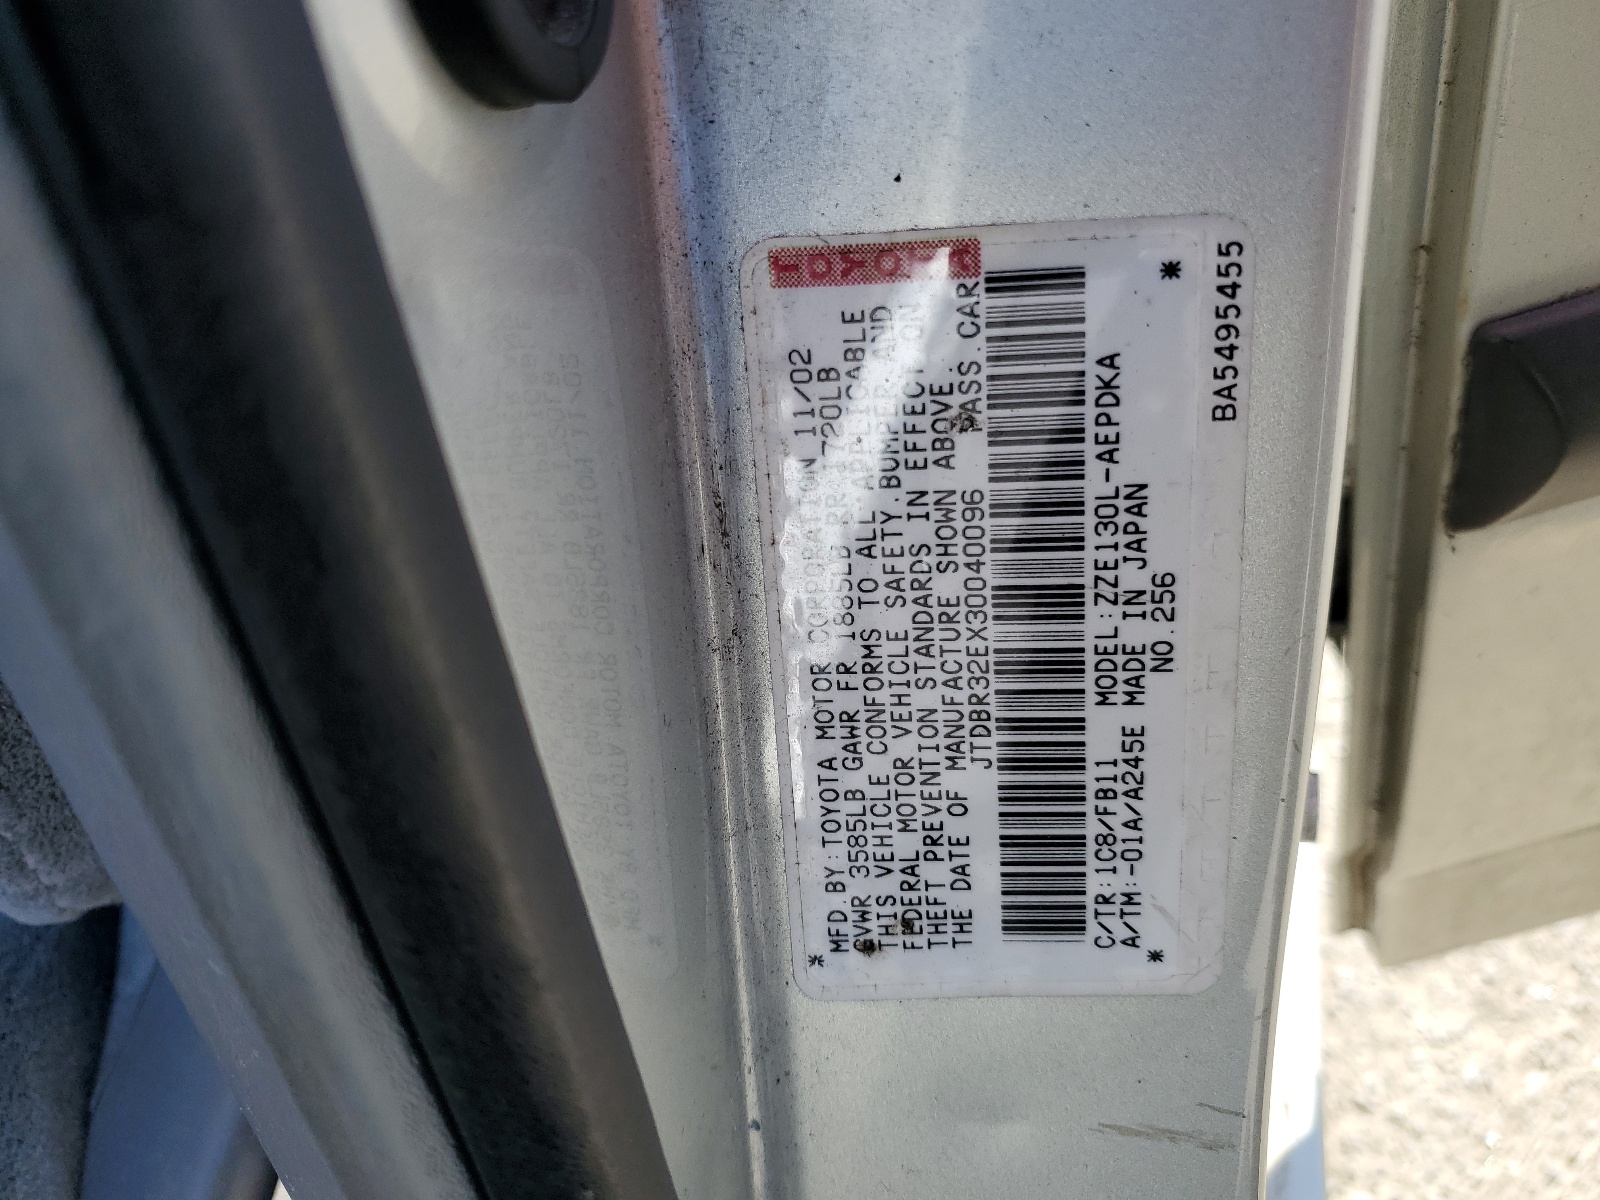 TOYOTA
* MFD.BY:TOYOTA MOTOR CORPORATION 11/02
GVWR 3585LB GAWR FR 1885LB RR 1720LB
THIS VEHICLE CONFORMS TO ALL APPLICABLE
FEDERAL MOTOR VEHICLE SAFETY,BUMPER,AND
THEFT PREVENTION STANDARDS IN EFFECT ON
THE DATE OF MANUFACTURE SHOWN ABOVE.
JTDBR32EX30040096 PASS.CAR
C/TR:1C8/FB11 MODEL:ZZE130L-AEPDKA
A/TM:-01A/A245E MADE IN JAPAN
* NO.256 *
BA5495455